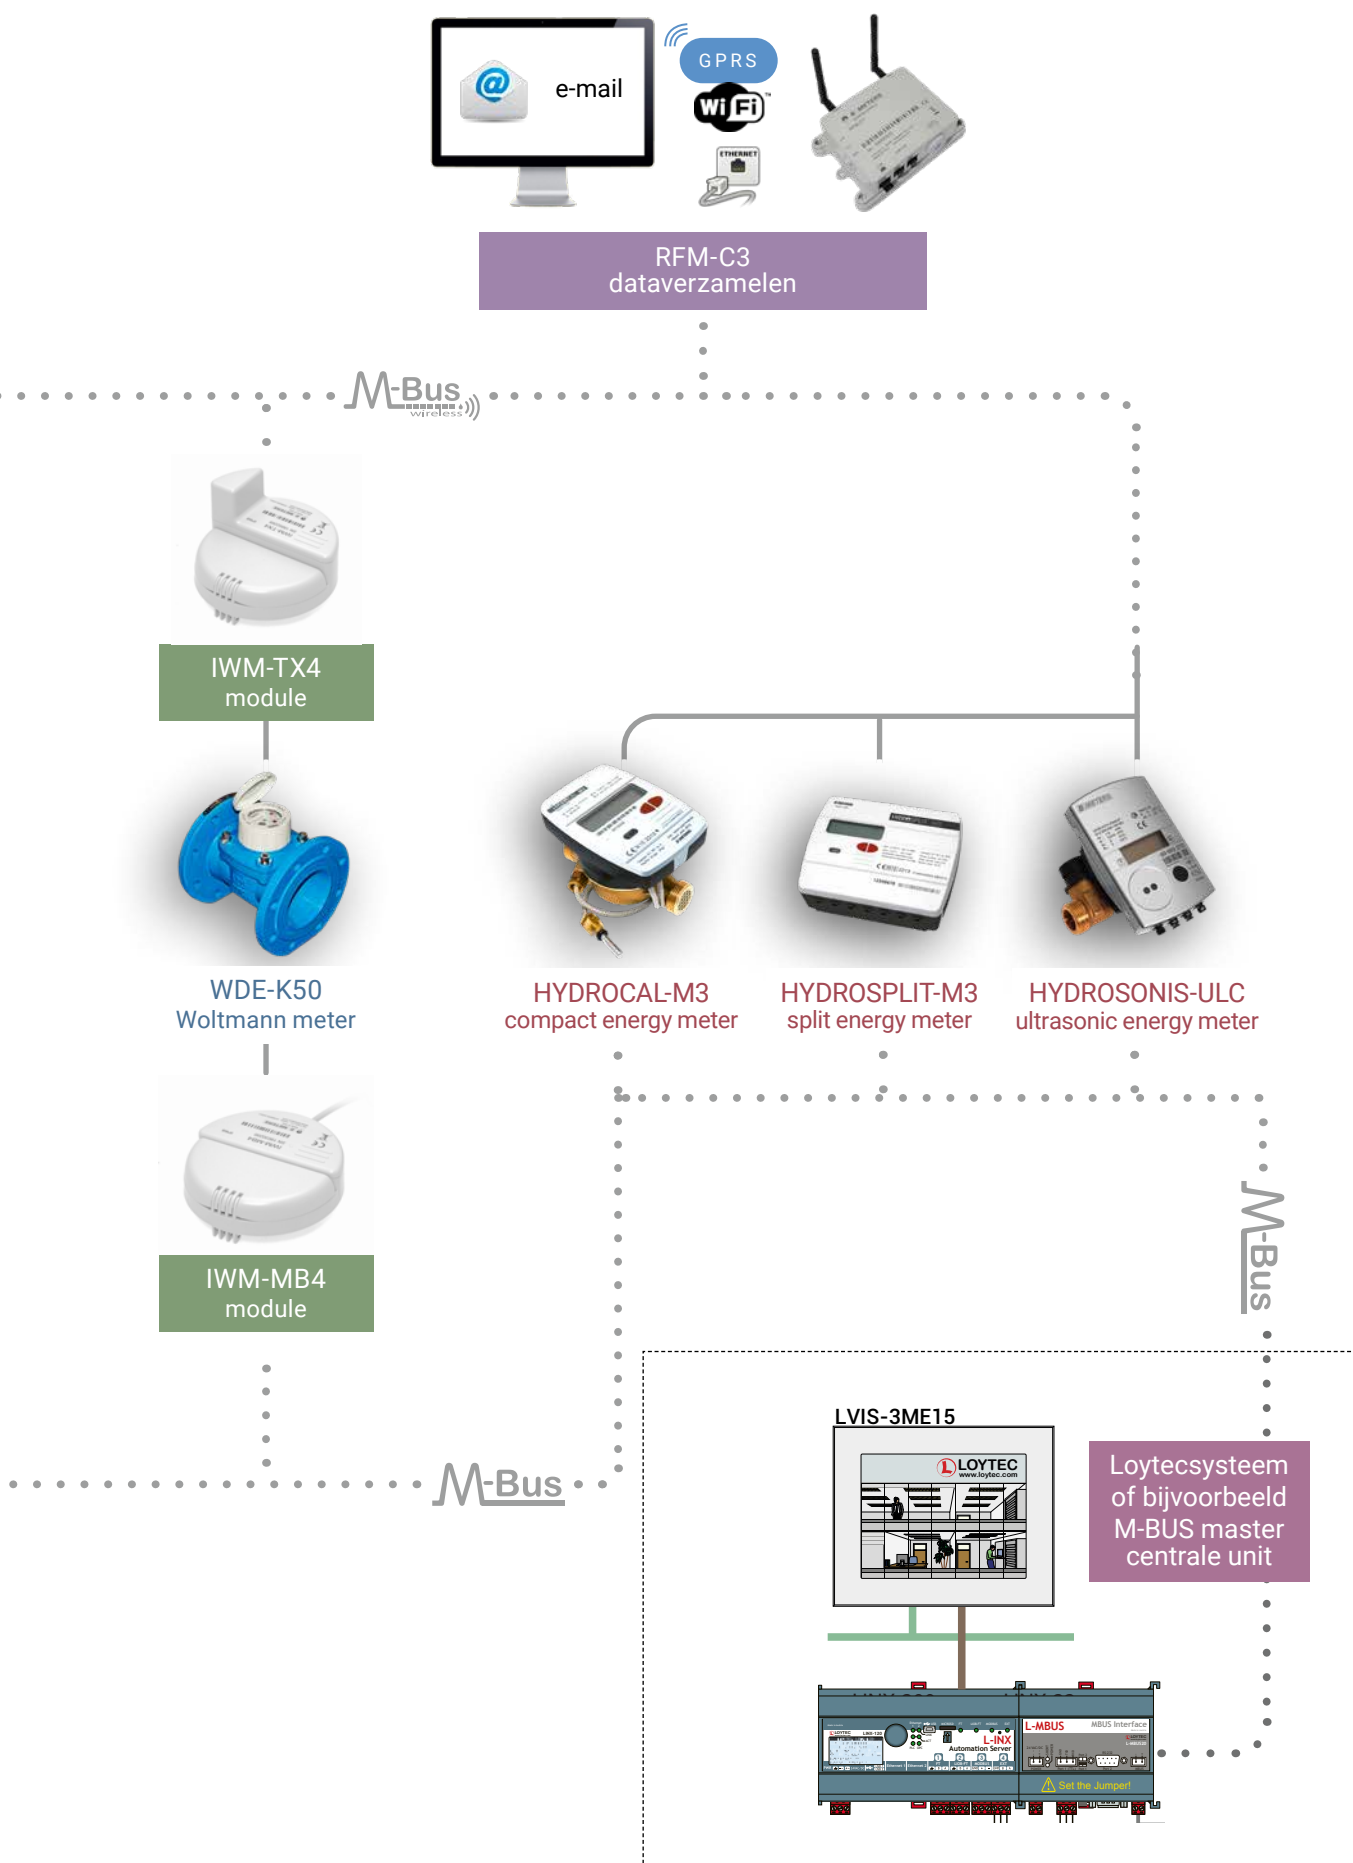 e-mail
GPRS
WiFi
ETHERNET
RFM-C3
dataverzamelen
M-Bus
wireless
IWM-TX4
module
WDE-K50
Woltmann meter
HYDROCAL-M3
compact energy meter
HYDROSPLIT-M3
split energy meter
HYDROSONIS-ULC
ultrasonic energy meter
IWM-MB4
module
M-Bus
M-Bus
LVIS-3ME15
LOYTEC
www.loytec.com
Loytecsysteem
of bijvoorbeeld
M-BUS master
centrale unit
LOYTEC
L-INX
Automation Server
L-MBUS
MBUS Interface
LOYTEC
Set the Jumper!